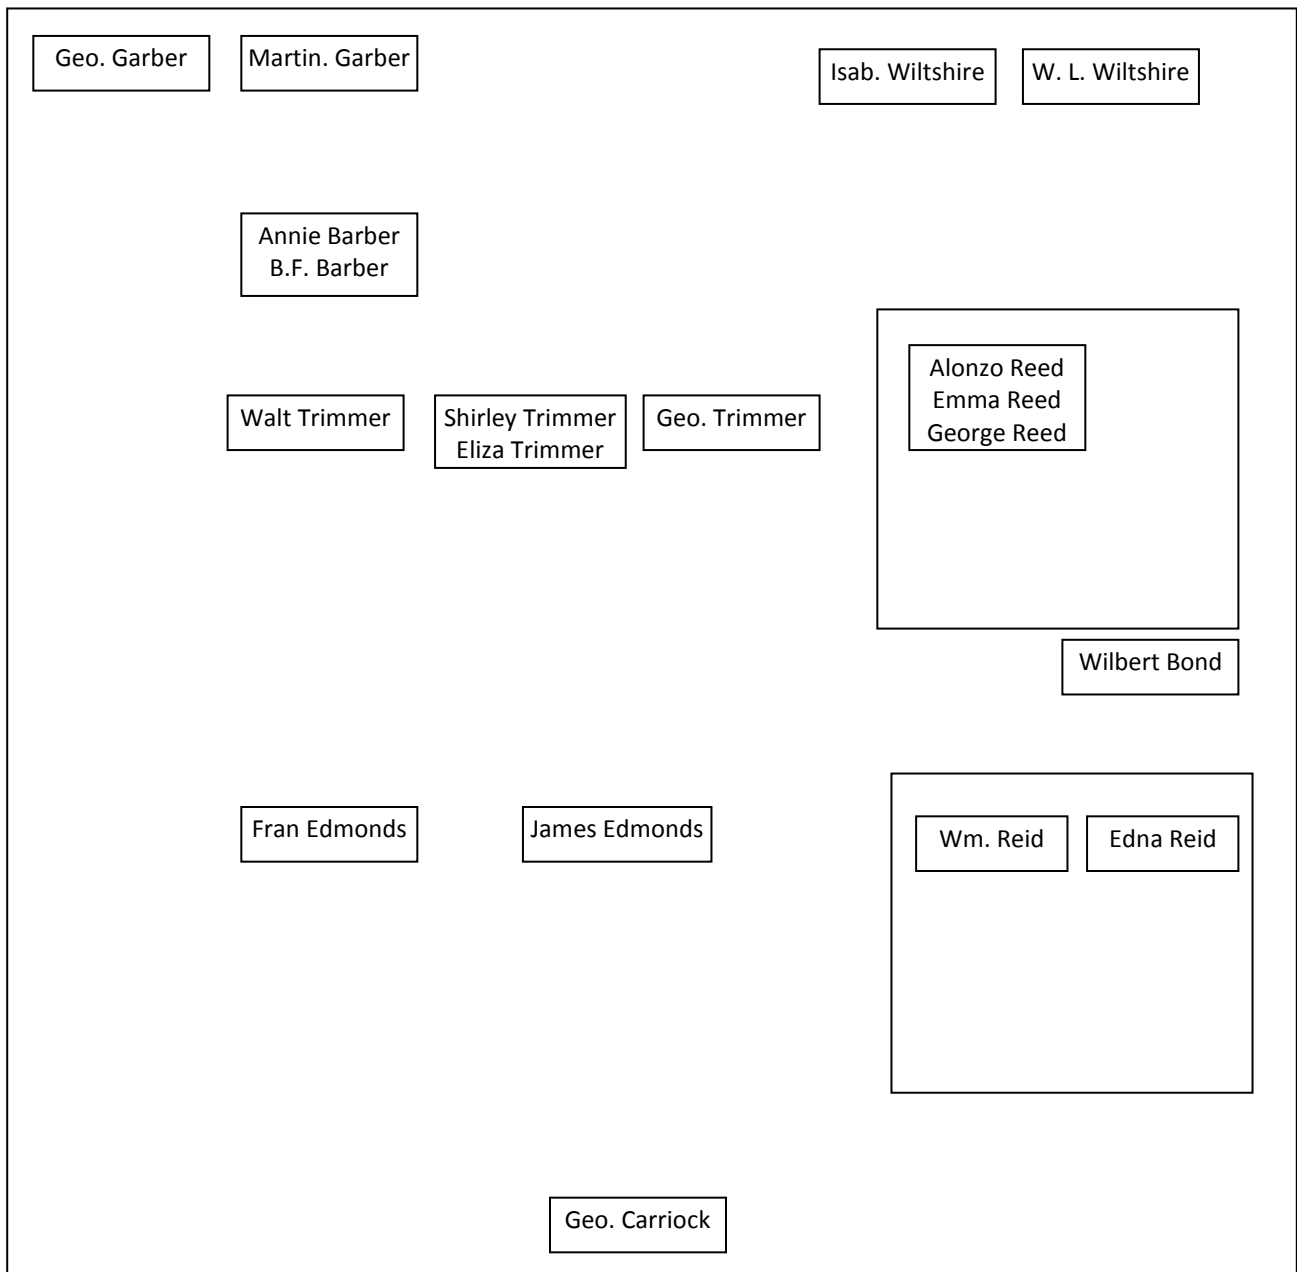 Geo. Garber
Martin. Garber
Isab. Wiltshire
W. L. Wiltshire
Annie Barber
B.F. Barber
Alonzo Reed
Emma Reed
George Reed
Walt Trimmer
Shirley Trimmer
Eliza Trimmer
Geo. Trimmer
Wilbert Bond
Fran Edmonds
James Edmonds
Wm. Reid
Edna Reid
Geo. Carriock